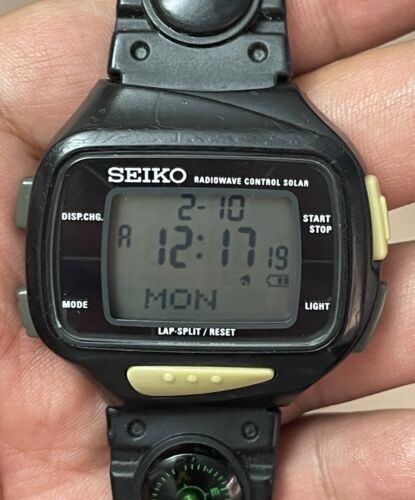 SEIKO RADIOWAVE CONTROL SOLAR
DISP.CHG.
START
STOP
2-10
A 12:17 19
MON
MODE
LIGHT
LAP-SPLIT/RESET